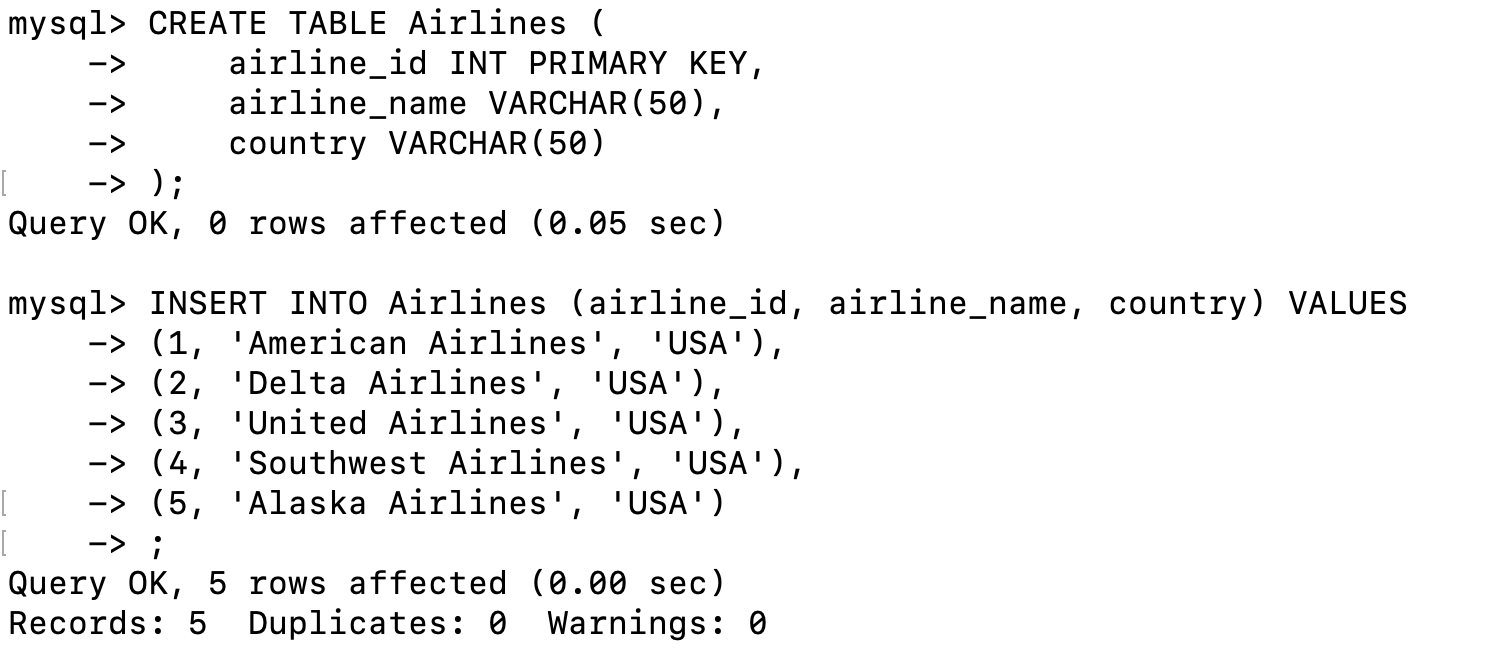 mysql> CREATE TABLE Airlines (
    ->     airline_id INT PRIMARY KEY,
    ->     airline_name VARCHAR(50),
    ->     country VARCHAR(50)
[    -> );
Query OK, 0 rows affected (0.05 sec)

mysql> INSERT INTO Airlines (airline_id, airline_name, country) VALUES
    -> (1, 'American Airlines', 'USA'),
    -> (2, 'Delta Airlines', 'USA'),
    -> (3, 'United Airlines', 'USA'),
    -> (4, 'Southwest Airlines', 'USA'),
[    -> (5, 'Alaska Airlines', 'USA')
[    -> ;
Query OK, 5 rows affected (0.00 sec)
Records: 5  Duplicates: 0  Warnings: 0